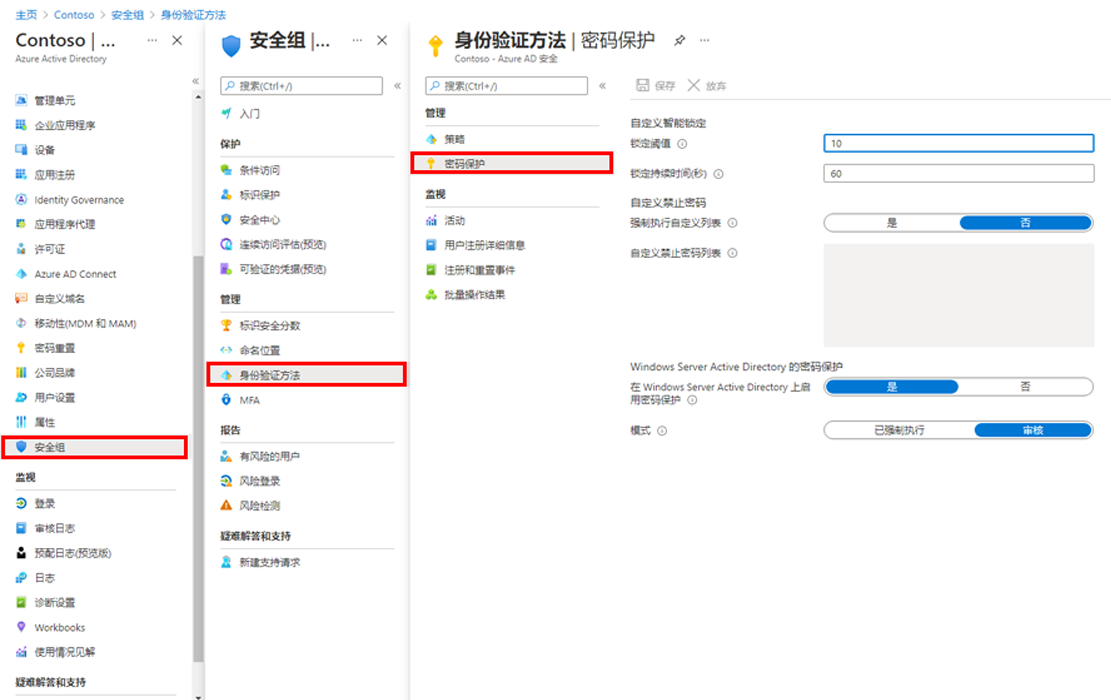 主页 > Contoso > 安全组 > 身份验证方法
Contoso | ...
Azure Active Directory
管理单元
企业应用程序
设备
应用注册
Identity Governance
应用程序代理
许可证
Azure AD Connect
自定义域名
移动性(MDM 和 MAM)
密码重置
公司品牌
用户设置
属性
安全组
监视
登录
审核日志
预配日志(预览版)
日志
诊断设置
Workbooks
使用情况见解
疑难解答和支持
安全组 |...
搜索(Ctrl+/)
入门
保护
条件访问
标识保护
安全中心
连续访问评估(预览)
可验证的凭据(预览)
管理
标识安全分数
命名位置
身份验证方法
MFA
报告
有风险的用户
风险登录
风险检测
疑难解答和支持
新建支持请求
身份验证方法 | 密码保护
Contoso - Azure AD 安全
搜索(Ctrl+/)
管理
策略
密码保护
监视
活动
用户注册详细信息
注册和重置事件
批量操作结果
保存 放弃
自定义智能锁定
锁定阈值 10
锁定持续时间(秒) 60
自定义禁止密码
强制执行自定义列表 是 否
自定义禁止密码列表
Windows Server Active Directory 的密码保护
在 Windows Server Active Directory 上启
用密码保护 是 否
模式 已强制执行 审核